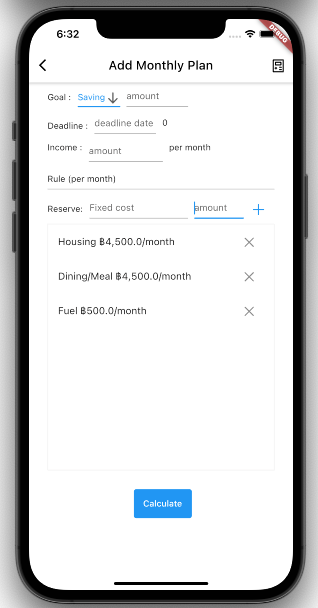 6:32
DEBUG
Add Monthly Plan
Goal : Saving amount
Deadline : deadline date 0
Income : amount per month
Rule (per month)
Reserve: Fixed cost amount
Housing ฿4,500.0/month
Dining/Meal ฿4,500.0/month
Fuel ฿500.0/month
Calculate